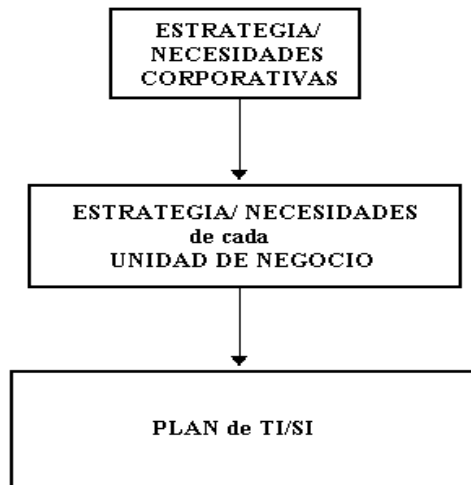 ESTRATEGIA/
NECESIDADES
CORPORATIVAS
ESTRATEGIA/ NECESIDADES
de cada
UNIDAD DE NEGOCIO
PLAN de TI/SI